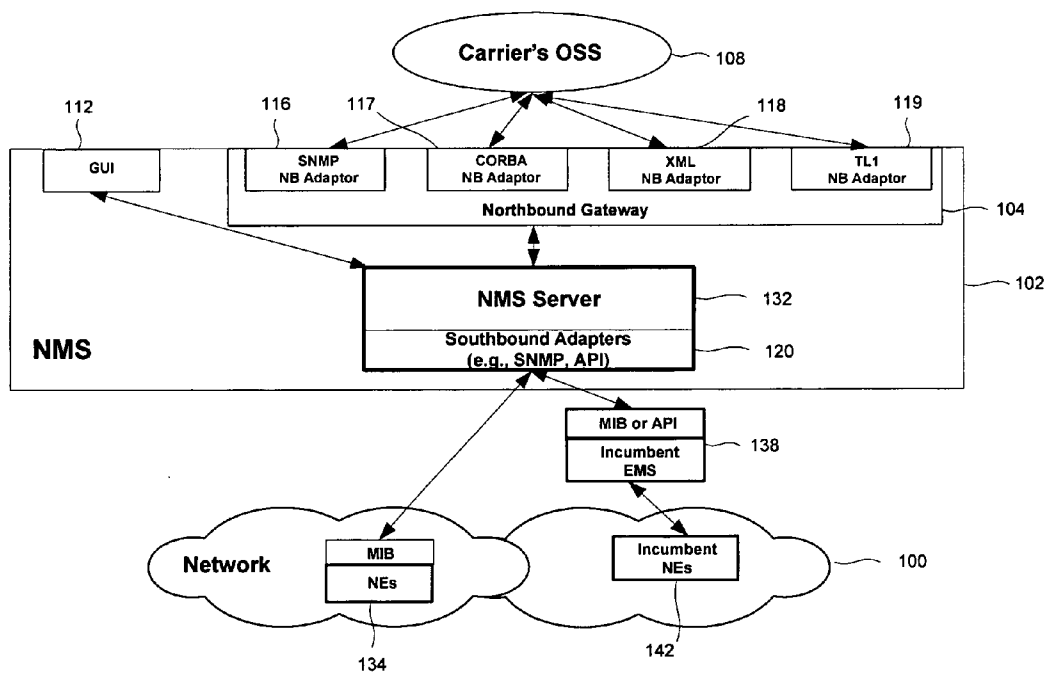 Carrier's OSS
108
112
116
117
118
119
GUI
SNMP
NB Adaptor
CORBA
NB Adaptor
XML
NB Adaptor
TL1
NB Adaptor
Northbound Gateway
104
102
NMS Server
132
NMS
Southbound Adapters
(e.g., SNMP, API)
120
MIB or API
Incumbent
EMS
138
Network
MIB
NEs
Incumbent
NEs
100
134
142